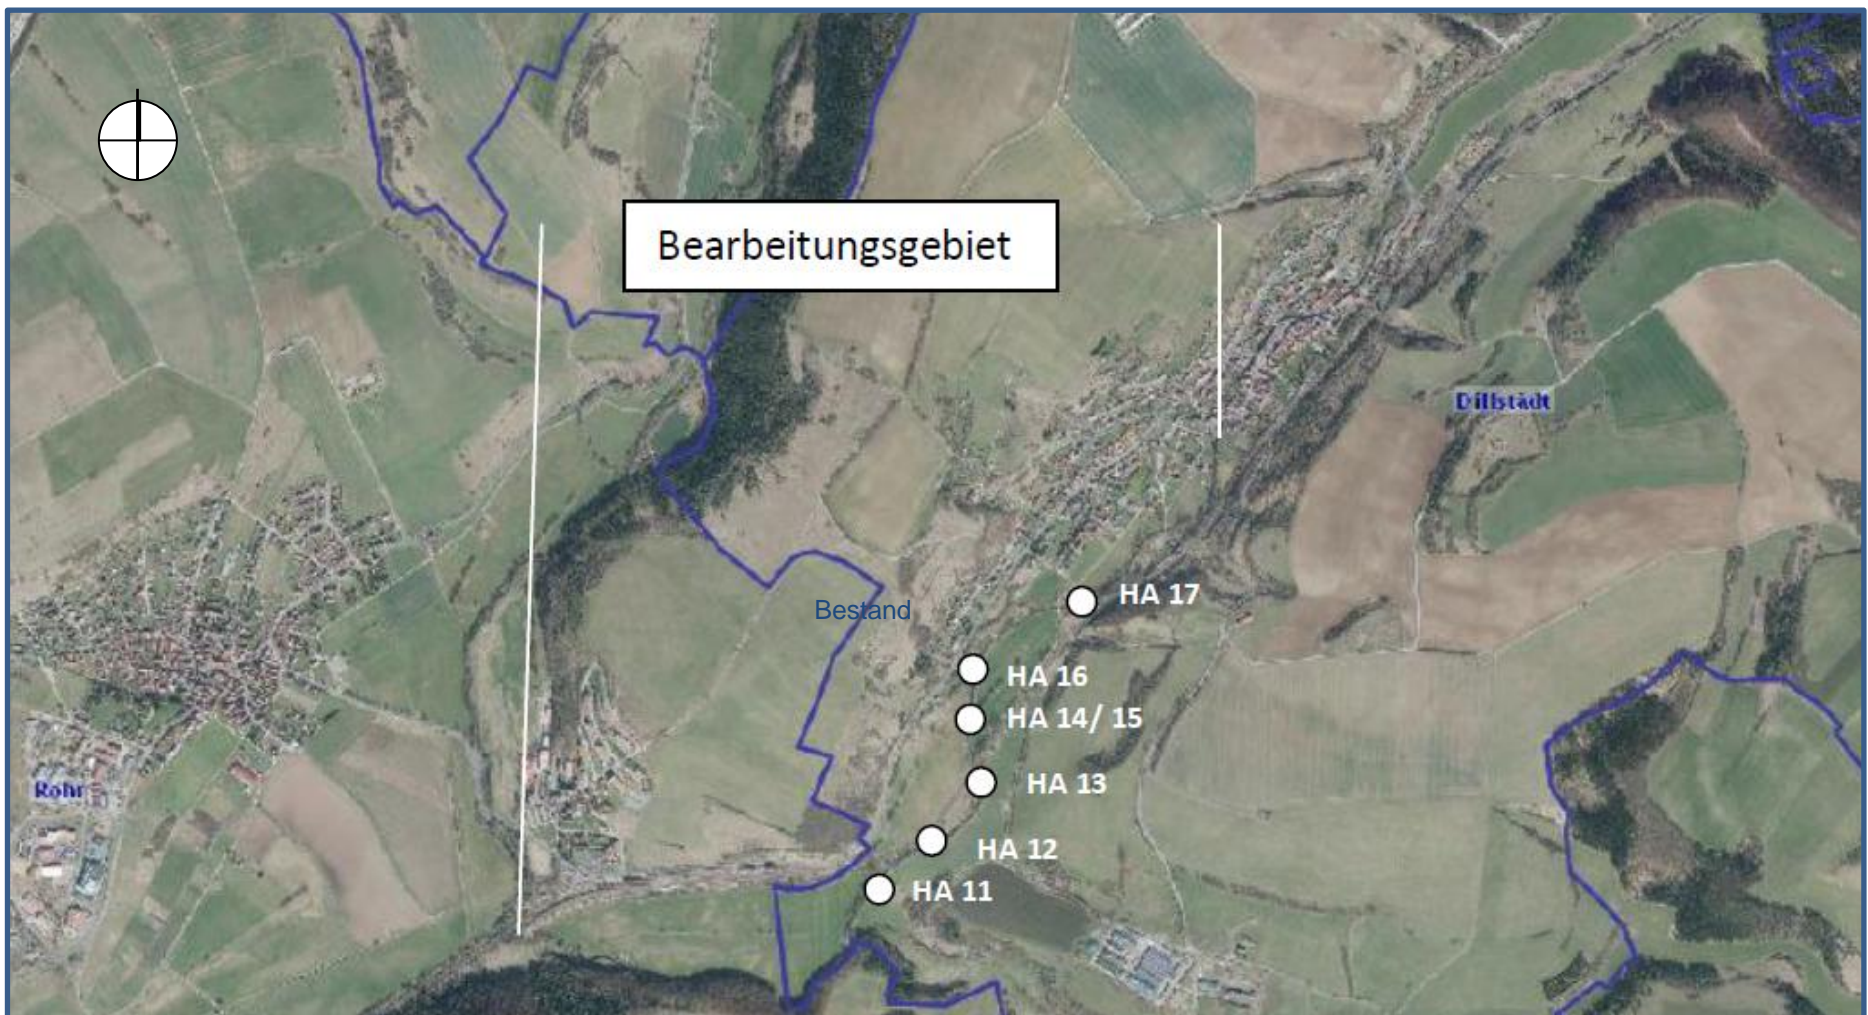 Bearbeitungsgebiet
Dillstädt
HA 17
Bestand
HA 16
HA 14/ 15
HA 13
Rohr
HA 12
HA 11